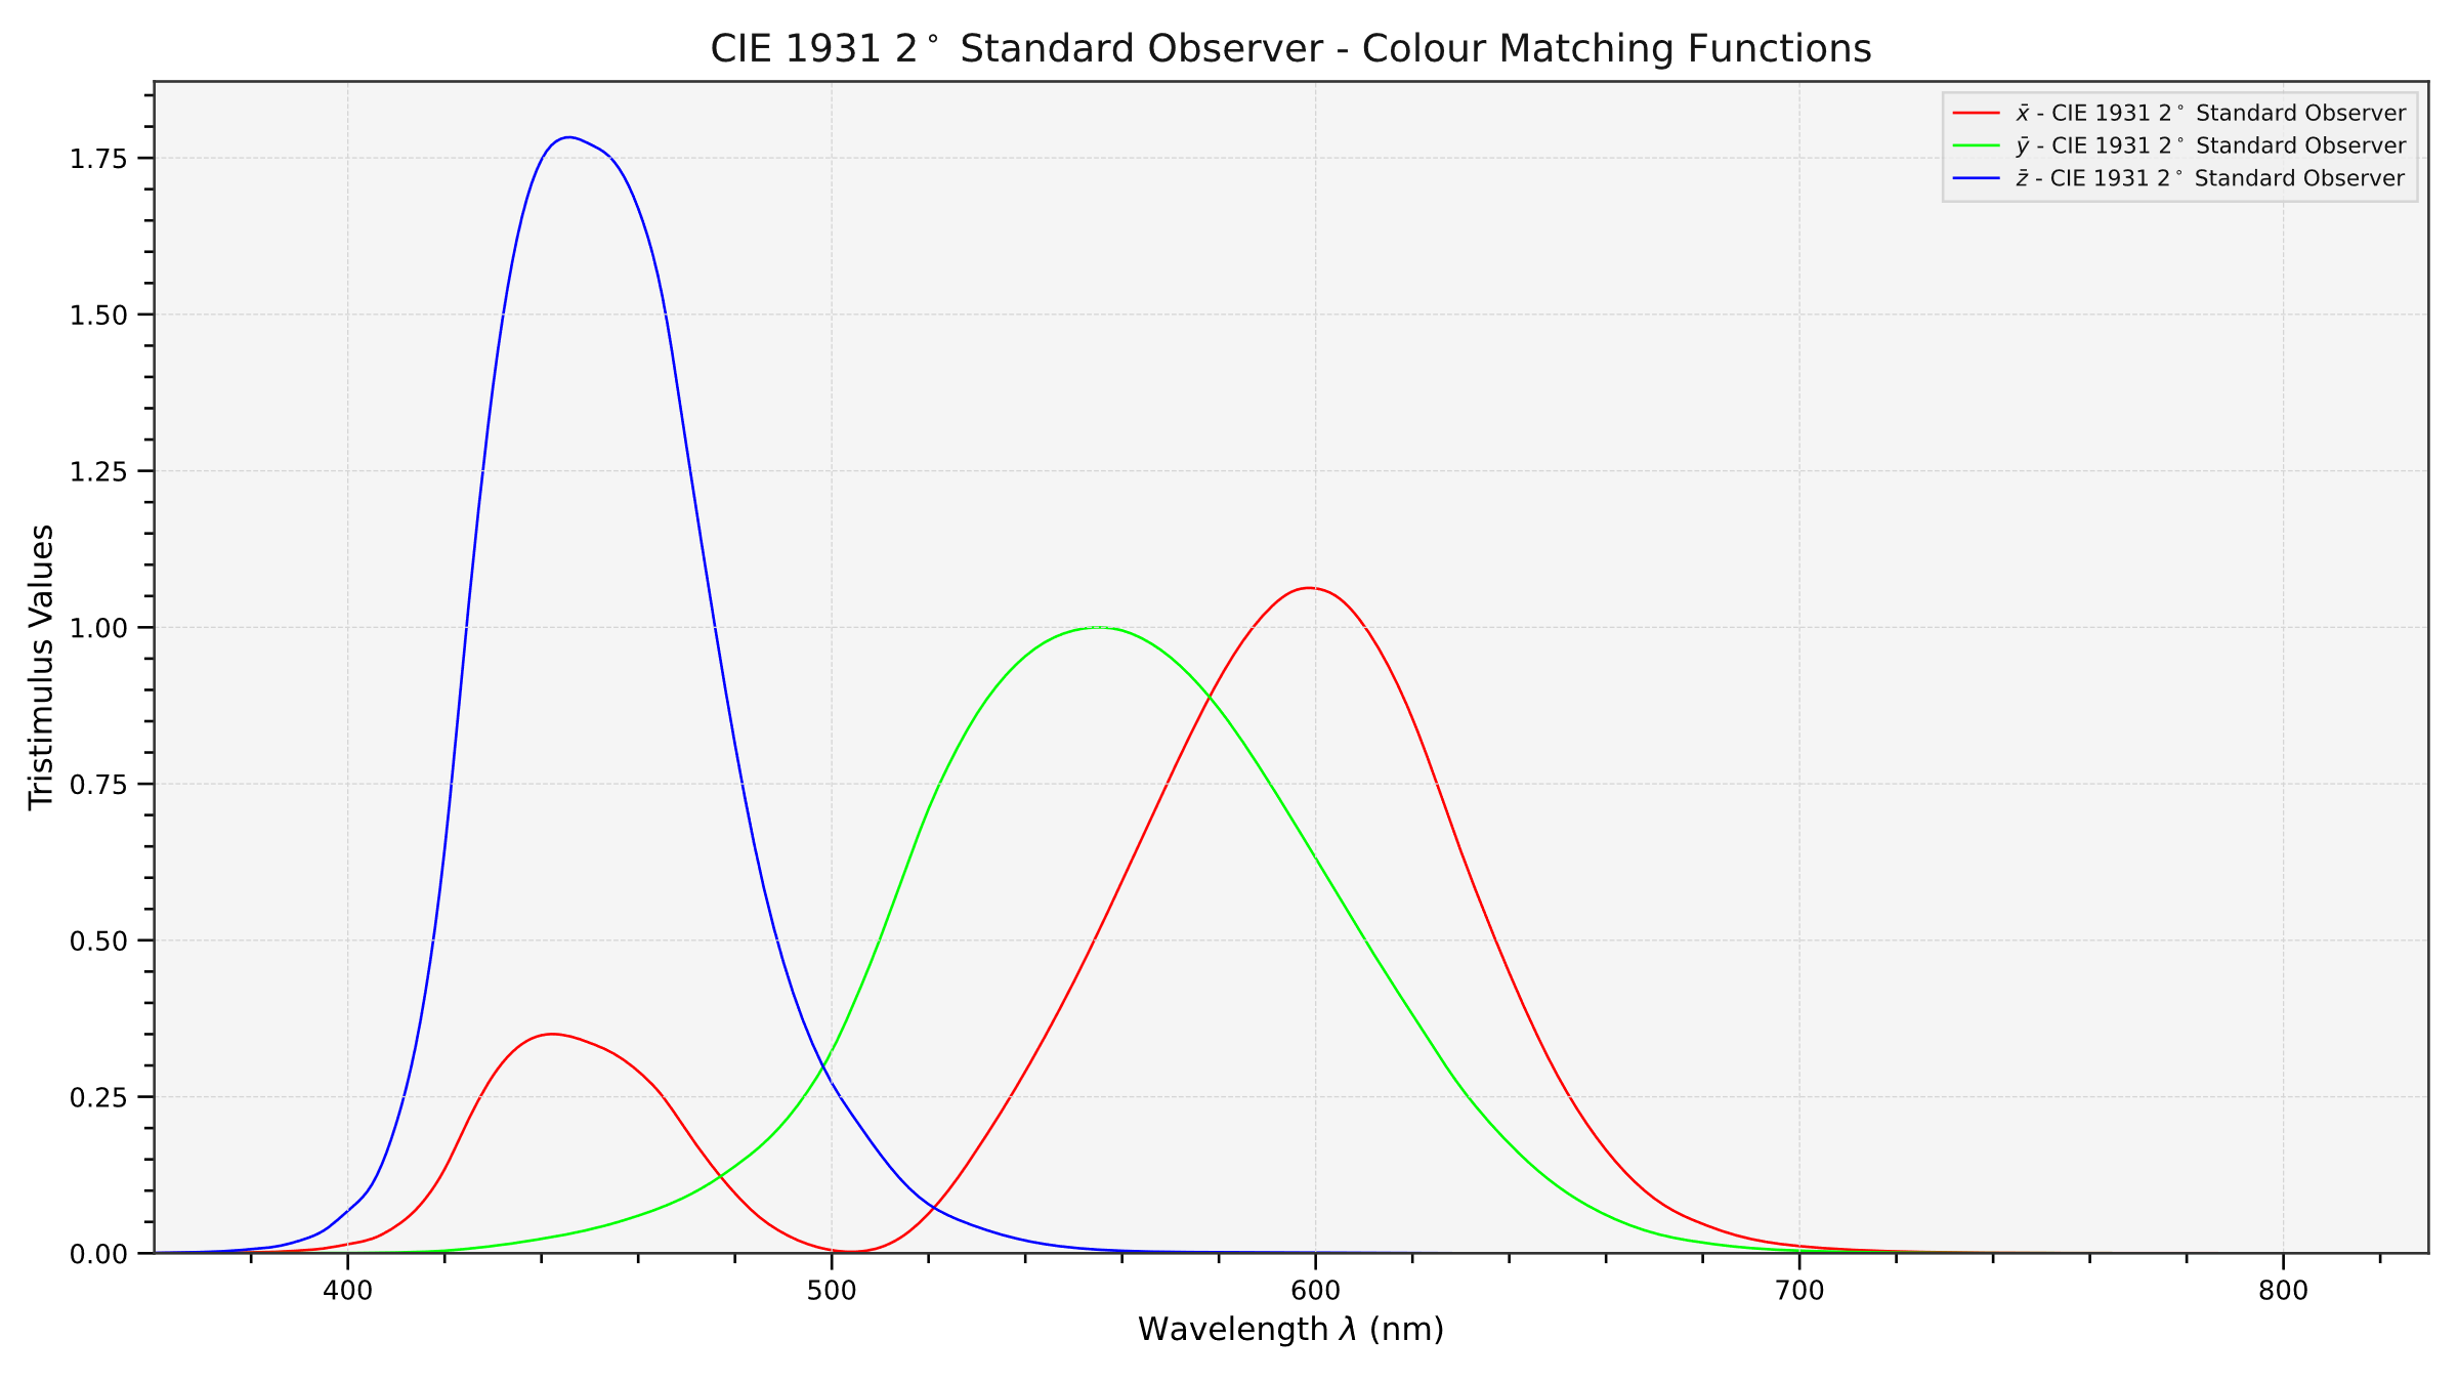 CIE 1931 2° Standard Observer - Colour Matching Functions
x̄ - CIE 1931 2° Standard Observer
ȳ - CIE 1931 2° Standard Observer
z̄ - CIE 1931 2° Standard Observer
Tristimulus Values
1.75
1.50
1.25
1.00
0.75
0.50
0.25
0.00
400 500 600 700 800
Wavelength λ (nm)